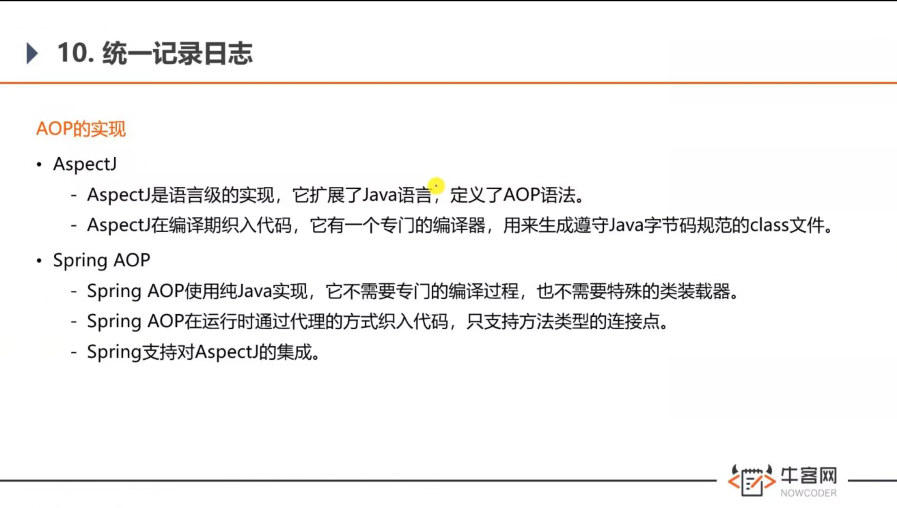 10. 统一记录日志
AOP的实现
• AspectJ
- AspectJ是语言级的实现，它扩展了Java语言，定义了AOP语法。
- AspectJ在编译期织入代码，它有一个专门的编译器，用来生成遵守Java字节码规范的class文件。
• Spring AOP
- Spring AOP使用纯Java实现，它不需要专门的编译过程，也不需要特殊的类装载器。
- Spring AOP在运行时通过代理的方式织入代码，只支持方法类型的连接点。
- Spring支持对AspectJ的集成。
牛客网
NOWCODER